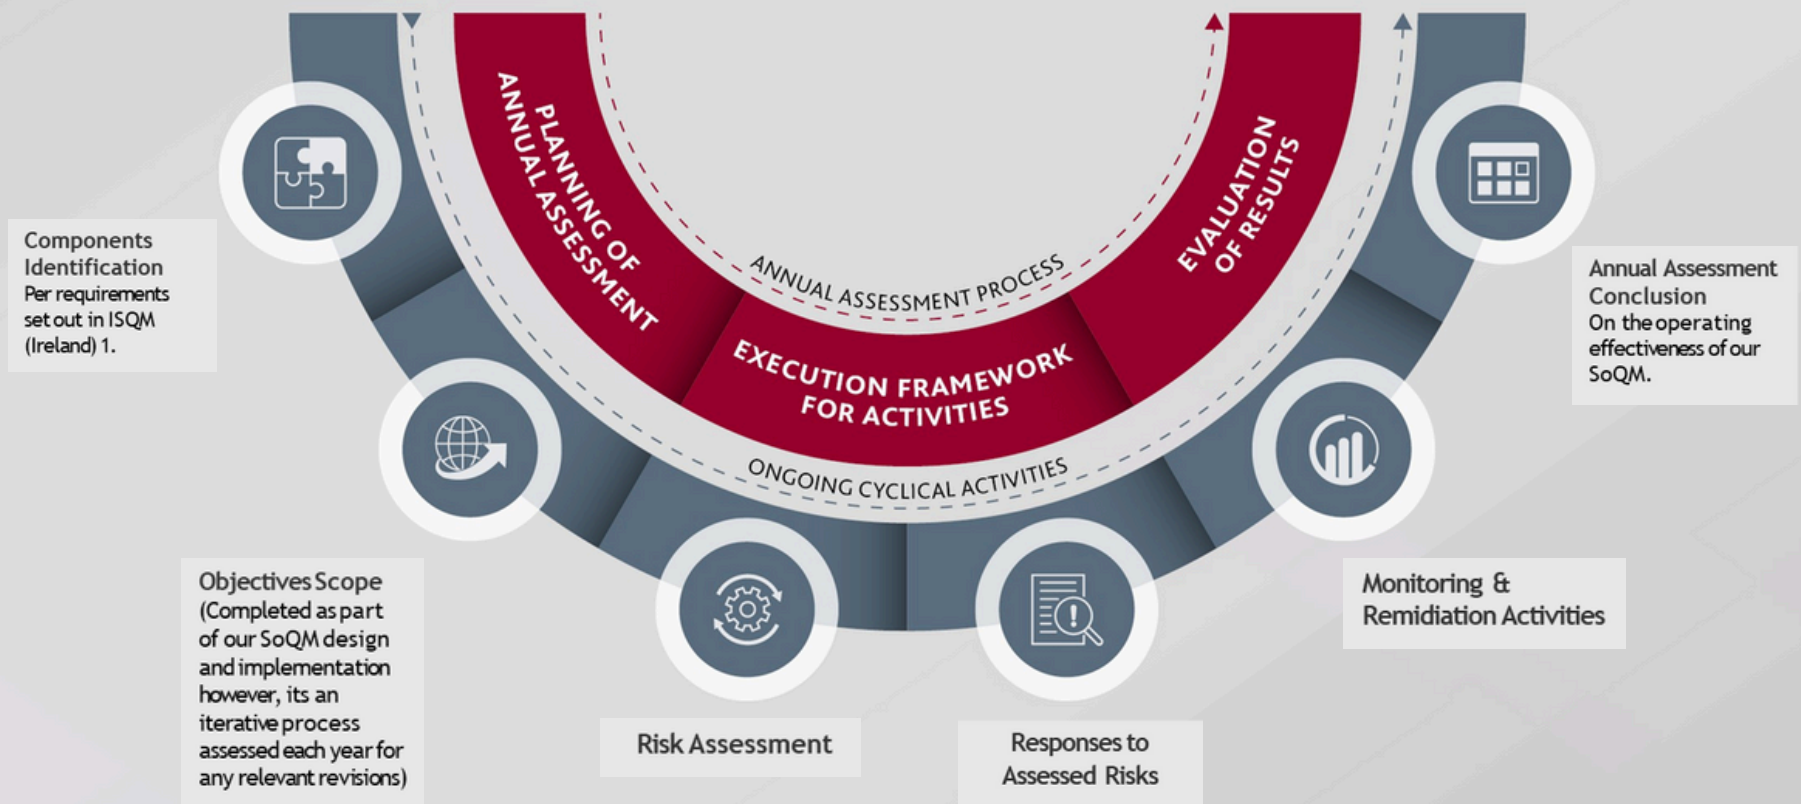 PLANNING OF
ANNUAL ASSESSMENT
EXECUTION FRAMEWORK
FOR ACTIVITIES
EVALUATION
OF RESULTS
ANNUAL ASSESSMENT PROCESS
ONGOING CYCLICAL ACTIVITIES
Components
Identification
Per requirements
set out in ISQM
(Ireland) 1.
Objectives Scope
(Completed as part
of our SoQM design
and implementation
however, its an
iterative process
assessed each year for
any relevant revisions)
Risk Assessment
Responses to
Assessed Risks
Monitoring &
Remidiation Activities
Annual Assessment
Conclusion
On the operating
effectiveness of our
SoQM.